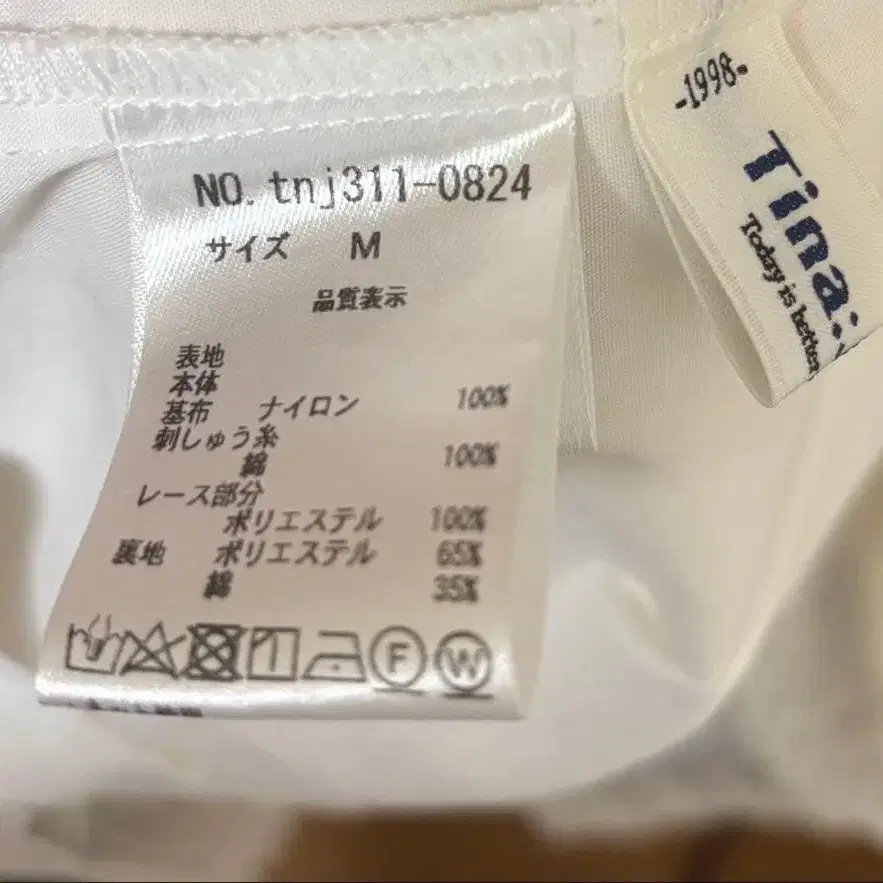 NO. tnj311-0824
サイズ M
品質表示
表地
本体
基布 ナイロン 100%
刺しゅう糸
綿 100%
レース部分
ポリエステル 100%
裏地 ポリエステル 65%
綿 35%
F W
-1998-
Tina:
Today is better